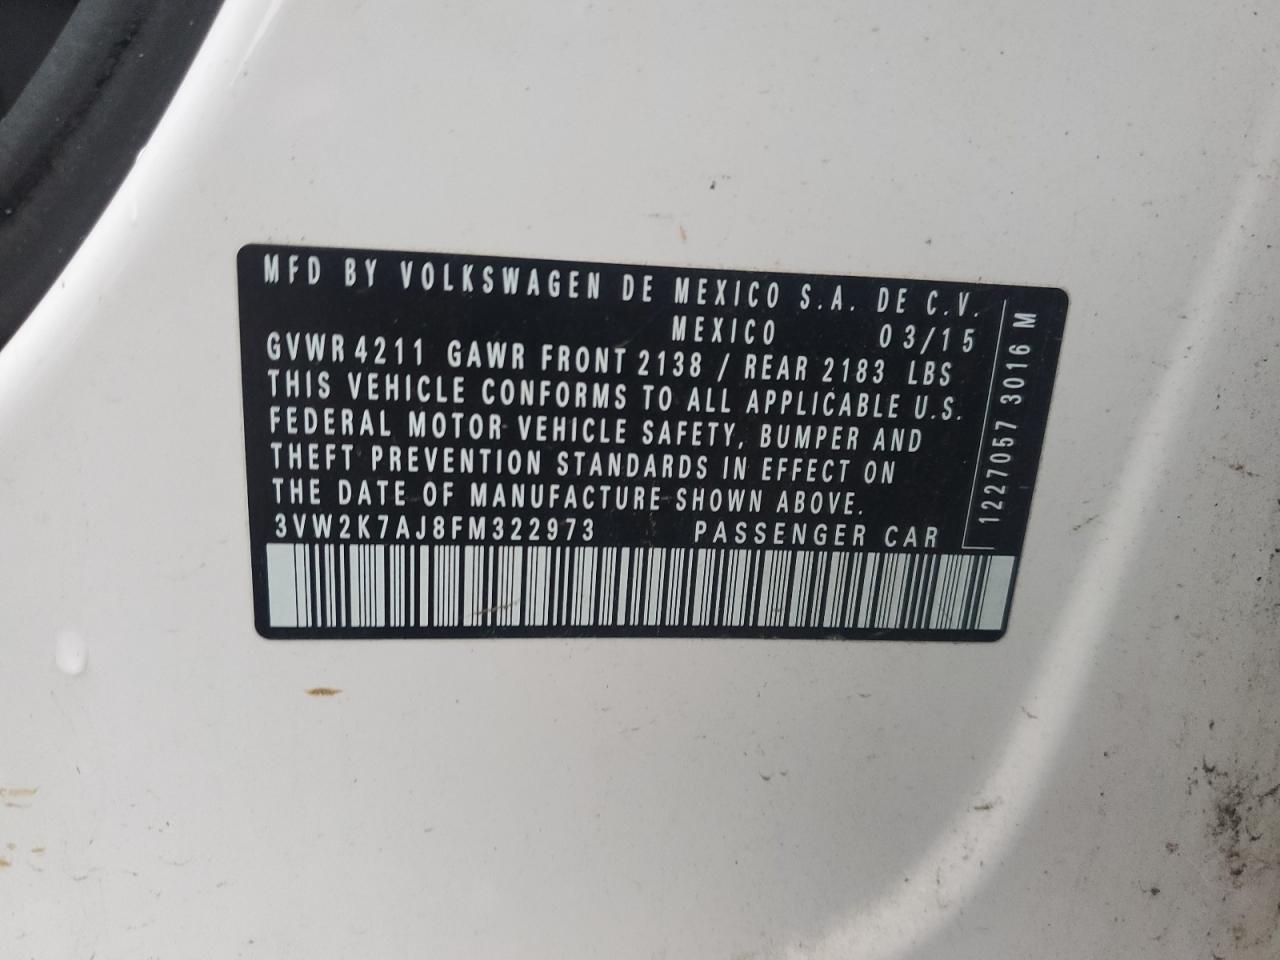 MFD BY VOLKSWAGEN DE MEXICO S.A. DE C.V.
MEXICO 03/15
GVWR 4211 GAWR FRONT 2138 / REAR 2183 LBS
THIS VEHICLE CONFORMS TO ALL APPLICABLE U.S.
FEDERAL MOTOR VEHICLE SAFETY, BUMPER AND
THEFT PREVENTION STANDARDS IN EFFECT ON
THE DATE OF MANUFACTURE SHOWN ABOVE.
3VW2K7AJ8FM322973 PASSENGER CAR
1227057 3016 M